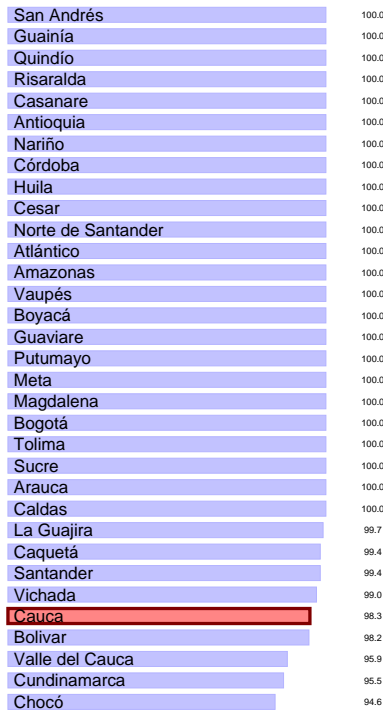 San Andrés 100.0
Guainía 100.0
Quindío 100.0
Risaralda 100.0
Casanare 100.0
Antioquia 100.0
Nariño 100.0
Córdoba 100.0
Huila 100.0
Cesar 100.0
Norte de Santander 100.0
Atlántico 100.0
Amazonas 100.0
Vaupés 100.0
Boyacá 100.0
Guaviare 100.0
Putumayo 100.0
Meta 100.0
Magdalena 100.0
Bogotá 100.0
Tolima 100.0
Sucre 100.0
Arauca 100.0
Caldas 100.0
La Guajira 99.7
Caquetá 99.4
Santander 99.4
Vichada 99.0
Cauca 98.3
Bolivar 98.2
Valle del Cauca 95.9
Cundinamarca 95.5
Chocó 94.6